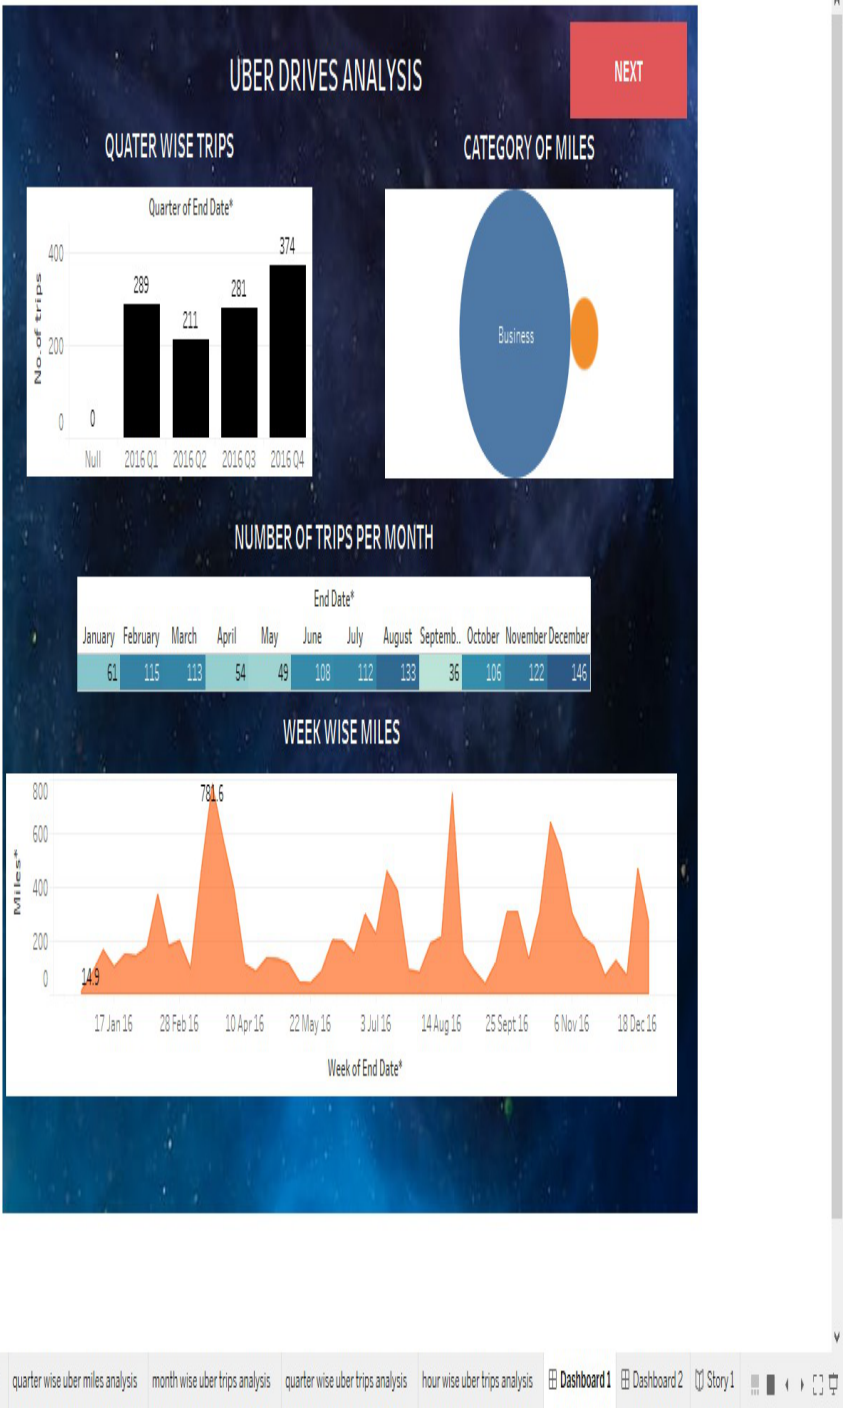 UBER DRIVES ANALYSIS
NEXT
QUATER WISE TRIPS
CATEGORY OF MILES
Quarter of End Date*
No.of trips
400
200
0
0
289
211
281
374
Null 2016 Q1 2016 Q2 2016 Q3 2016 Q4
Business
NUMBER OF TRIPS PER MONTH
End Date*
January February March April May June July August Septemb.. October November December
61 115 113 54 49 108 112 133 36 106 122 146
WEEK WISE MILES
Miles*
800
600
400
200
0
781.6
14.9
17 Jan 16 28 Feb 16 10 Apr 16 22 May 16 3 Jul 16 14 Aug 16 25 Sept 16 6 Nov 16 18 Dec 16
Week of End Date*
quarter wise uber miles analysis month wise uber trips analysis quarter wise uber trips analysis hour wise uber trips analysis Dashboard 1 Dashboard 2 Story 1